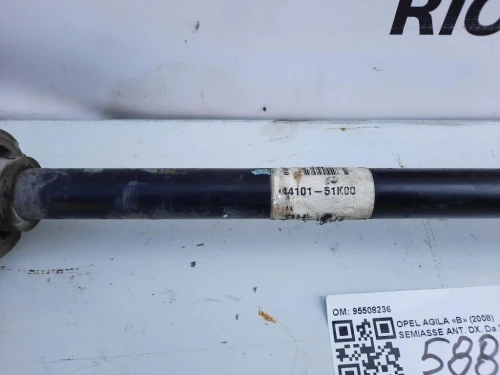 RIC
44101-51K00
OM: 95508236
OPEL AGILA «B» (2008)
SEMIASSE ANT. DX. Da
588